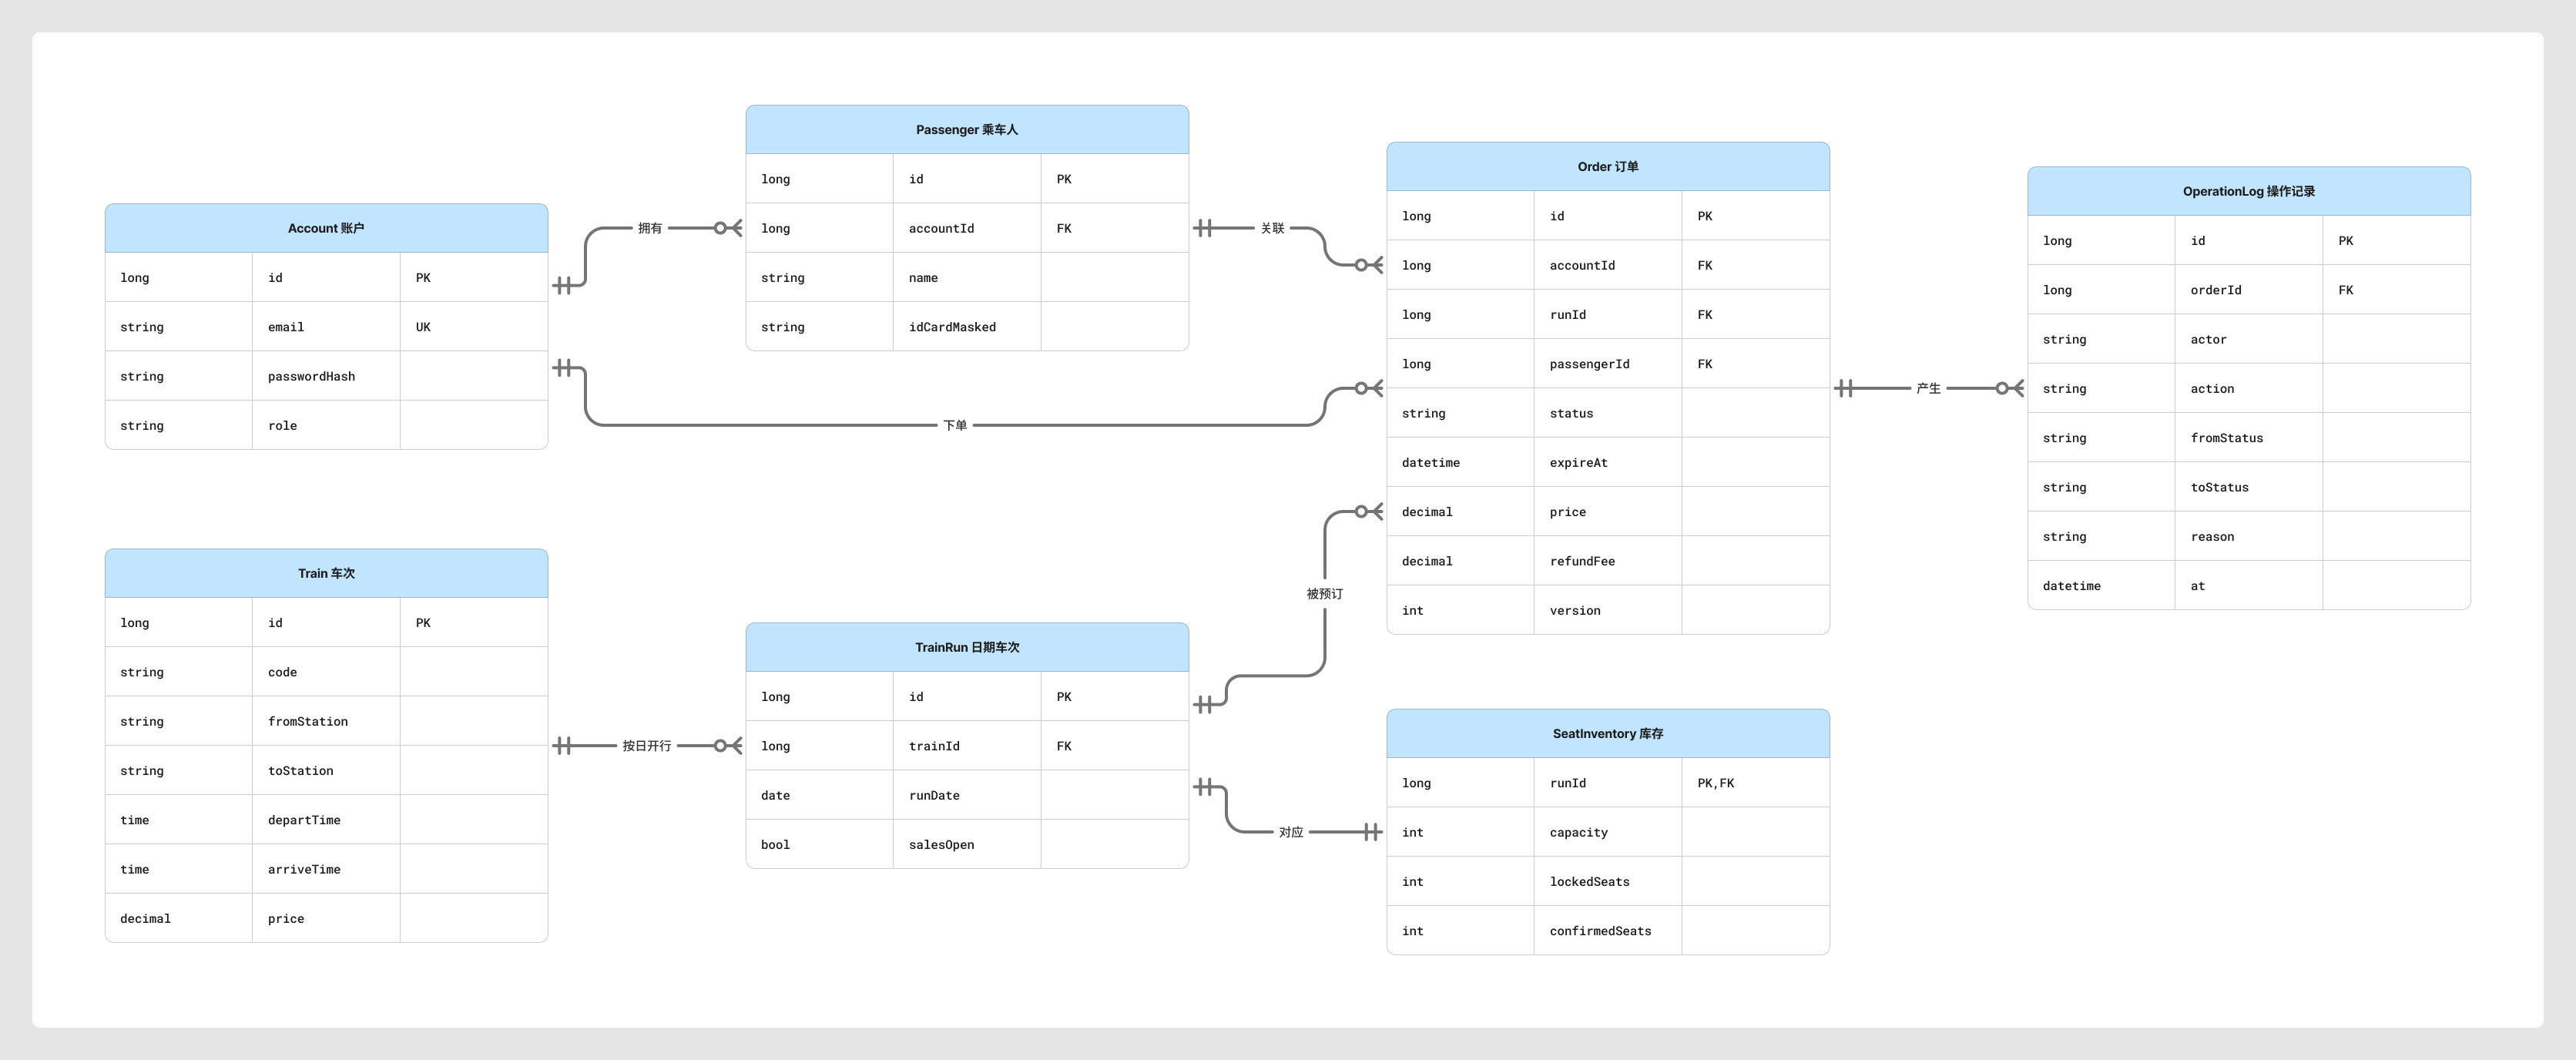 Account 账户
long id PK
string email UK
string passwordHash
string role
拥有
下单
Passenger 乘车人
long id PK
long accountId FK
string name
string idCardMasked
关联
Order 订单
long id PK
long accountId FK
long runId FK
long passengerId FK
string status
datetime expireAt
decimal price
decimal refundFee
int version
产生
OperationLog 操作记录
long id PK
long orderId FK
string actor
string action
string fromStatus
string toStatus
string reason
datetime at
Train 车次
long id PK
string code
string fromStation
string toStation
time departTime
time arriveTime
decimal price
按日开行
TrainRun 日期车次
long id PK
long trainId FK
date runDate
bool salesOpen
被预订
对应
SeatInventory 库存
long runId PK,FK
int capacity
int lockedSeats
int confirmedSeats